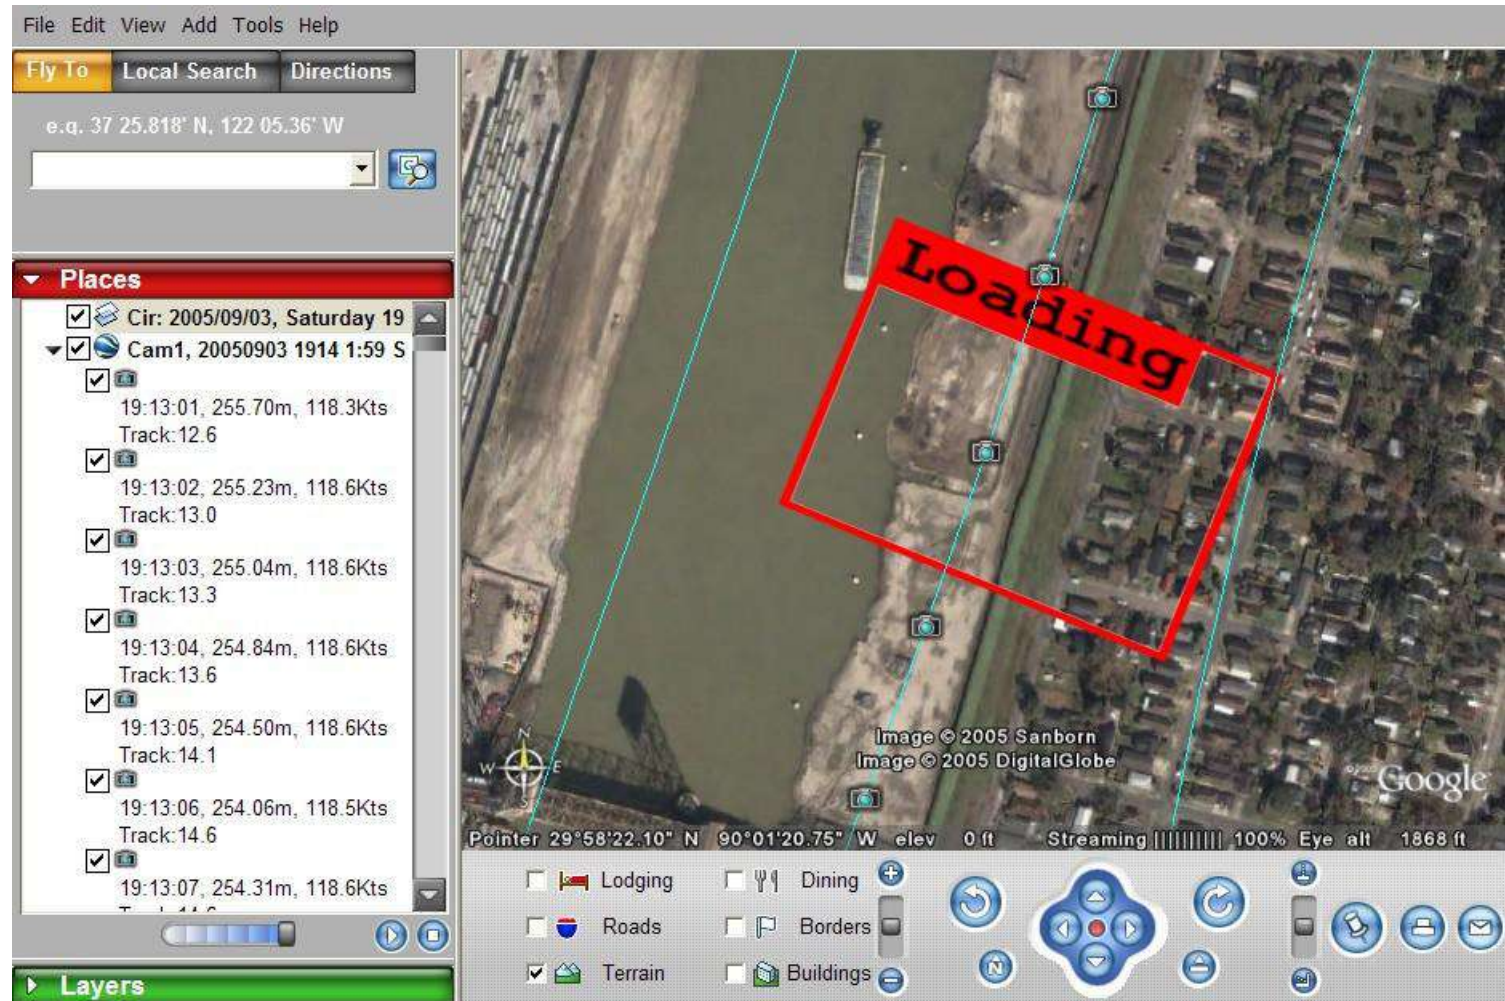 File Edit View Add Tools Help
Fly To Local Search Directions
e.g. 37 25.818' N, 122 05.36' W
Places
Cir: 2005/09/03, Saturday 19
Cam1, 20050903 1914 1:59 S
19:13:01, 255.70m, 118.3Kts
Track:12.6
19:13:02, 255.23m, 118.6Kts
Track:13.0
19:13:03, 255.04m, 118.6Kts
Track:13.3
19:13:04, 254.84m, 118.6Kts
Track:13.6
19:13:05, 254.50m, 118.6Kts
Track:14.1
19:13:06, 254.06m, 118.5Kts
Track:14.6
19:13:07, 254.31m, 118.6Kts
Layers
Loading
N
W E
S
Image © 2005 Sanborn
Image © 2005 DigitalGlobe
Google
Pointer 29°58'22.10" N 90°01'20.75" W elev 0 ft Streaming |||||||||| 100% Eye alt 1868 ft
Lodging Dining
Roads Borders
Terrain Buildings
N